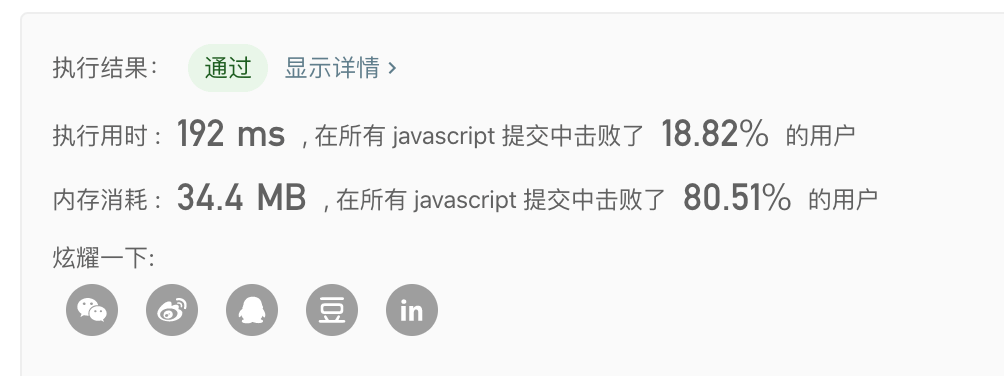 执行结果： 通过 显示详情 >
执行用时 : 192 ms , 在所有 javascript 提交中击败了 18.82% 的用户
内存消耗 : 34.4 MB , 在所有 javascript 提交中击败了 80.51% 的用户
炫耀一下:
豆 in